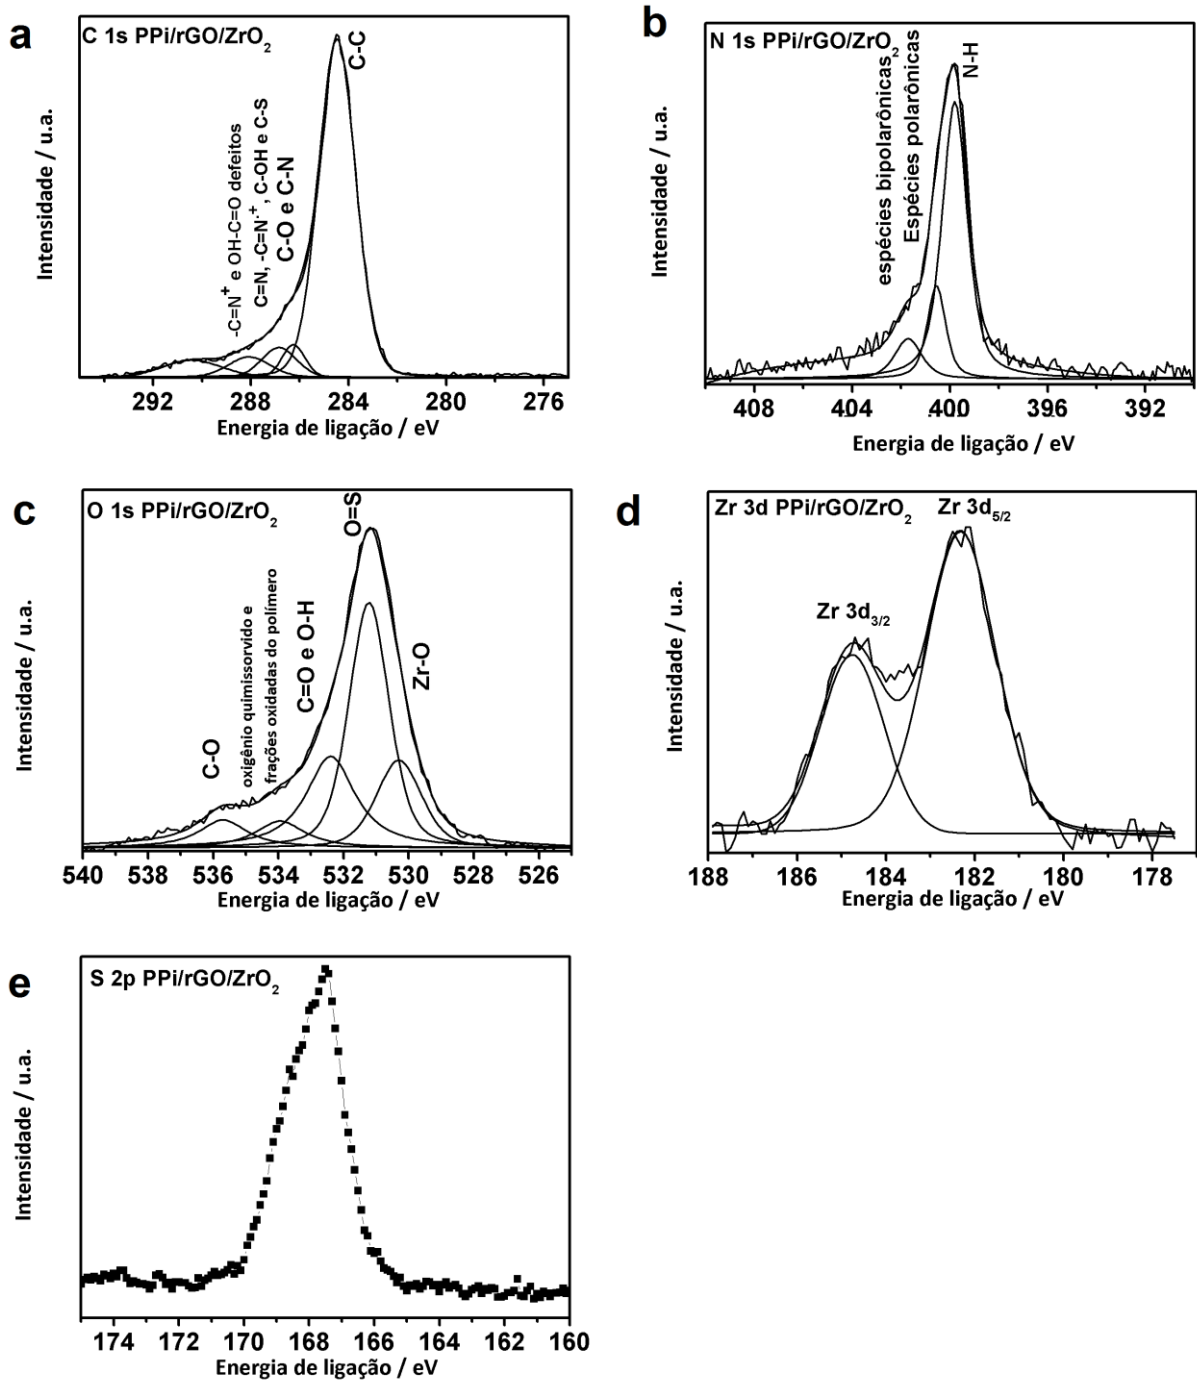 a
C 1s PPi/rGO/ZrO2
-C=N+ e OH-C=O defeitos
C=N, -C=N·+, C-OH e C-S
C-O e C-N
C-C
Intensidade / u.a.
292 288 284 280 276
Energia de ligação / eV
b
N 1s PPi/rGO/ZrO2
espécies bipolarônicas
Espécies polarônicas
N-H
Intensidade / u.a.
408 404 400 396 392
Energia de ligação / eV
c
O 1s PPi/rGO/ZrO2
C-O
oxigênio quimissorvido e
frações oxidadas do polímero
C=O e O-H
O=S
Zr-O
Intensidade / u.a.
540 538 536 534 532 530 528 526
Energia de ligação / eV
d
Zr 3d PPi/rGO/ZrO2
Zr 3d5/2
Zr 3d3/2
Intensidade / u.a.
188 186 184 182 180 178
Energia de ligação / eV
e
S 2p PPi/rGO/ZrO2
Intensidade / u.a.
174 172 170 168 166 164 162 160
Energia de ligação / eV